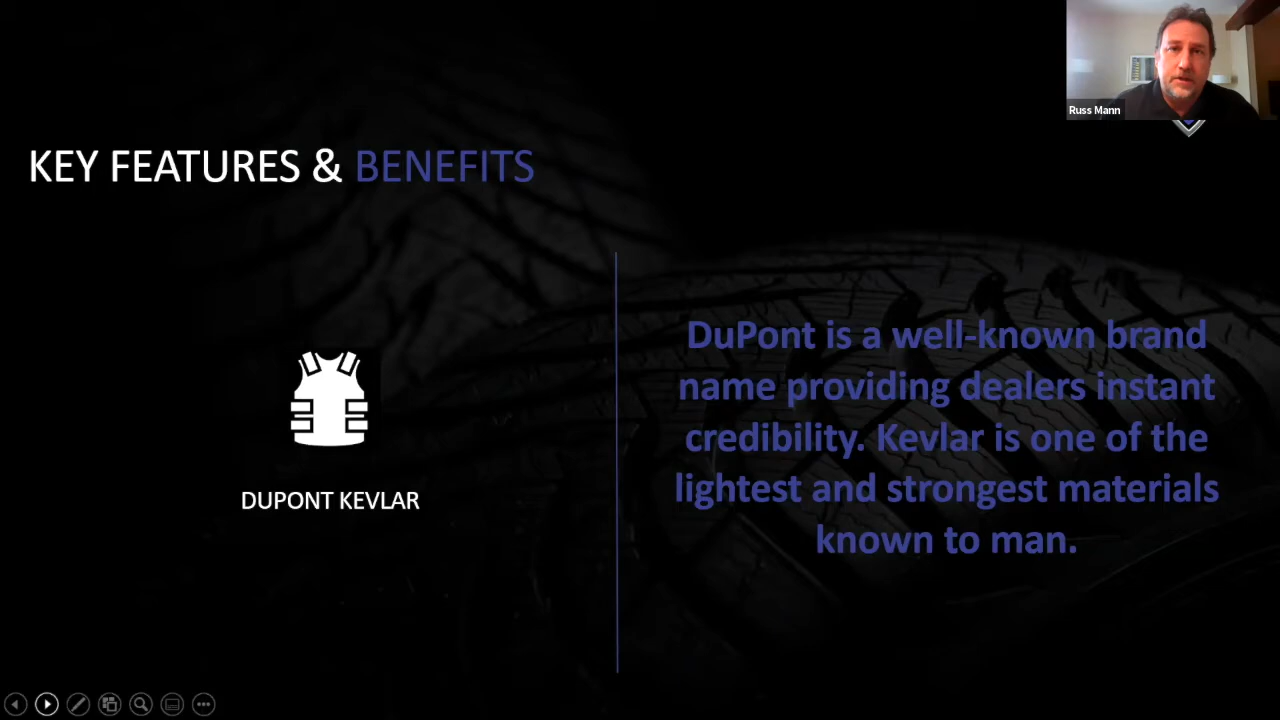 Russ Mann
KEY FEATURES & BENEFITS
DuPont is a well-known brand
name providing dealers instant
credibility. Kevlar is one of the
lightest and strongest materials
known to man.
DUPONT KEVLAR